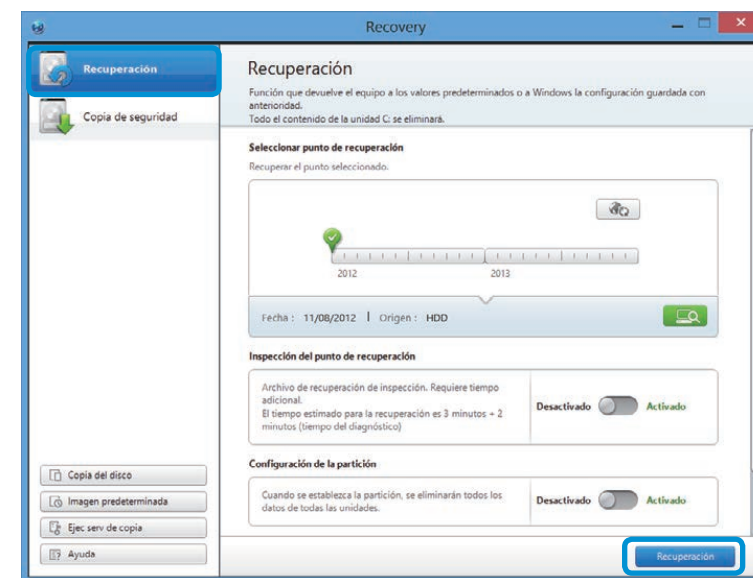 Recovery
Recuperación
Copia de seguridad
Copia del disco
Imagen predeterminada
Ejec serv de copia
Ayuda
Recuperación
Función que devuelve el equipo a los valores predeterminados o a Windows la configuración guardada con
anterioridad.
Todo el contenido de la unidad C: se eliminará.
Seleccionar punto de recuperación
Recuperar el punto seleccionado.
2012 2013
Fecha : 11/08/2012 | Origen : HDD
Inspección del punto de recuperación
Archivo de recuperación de inspección. Requiere tiempo
adicional.
El tiempo estimado para la recuperación es 3 minutos + 2
minutos (tiempo del diagnóstico)
Desactivado Activado
Configuración de la partición
Cuando se establezca la partición, se eliminarán todos los
datos de todas las unidades.
Desactivado Activado
Recuperación